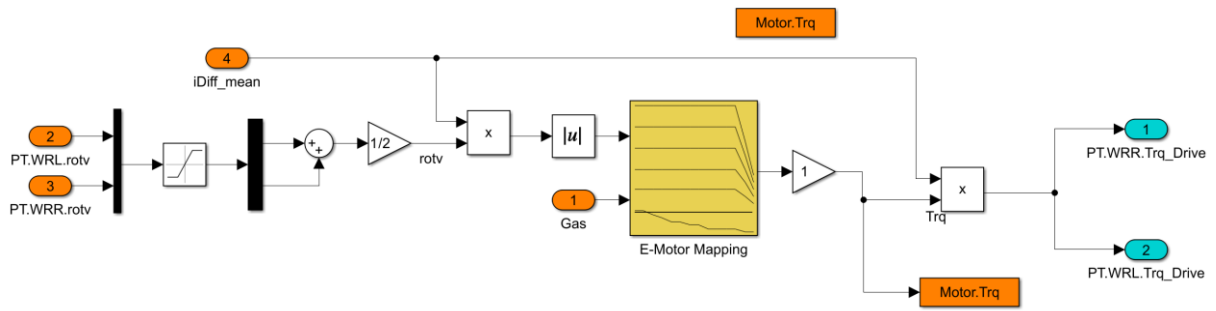 Motor.Trq
4
iDiff_mean
2
PT.WRL.rotv
3
PT.WRR.rotv
+
+
1/2
rotv
x
|u|
1
Gas
E-Motor Mapping
1
Trq
x
1
PT.WRR.Trq_Drive
2
PT.WRL.Trq_Drive
Motor.Trq